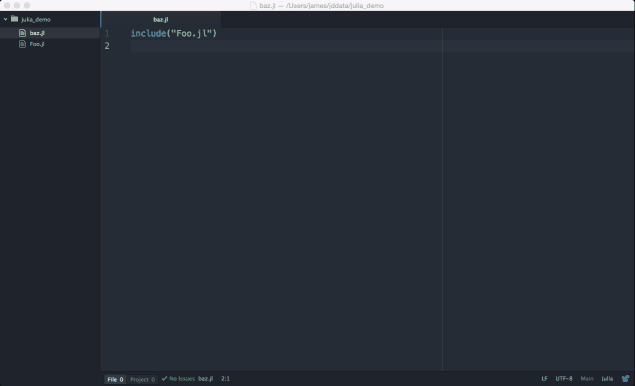 baz.jl — /Users/james/jddata/julia_demo
julia_demo
baz.jl
Foo.jl
baz.jl
1 include("Foo.jl")
2
File 0 Project 0 No Issues baz.jl 2:1 LF UTF-8 Main Julia